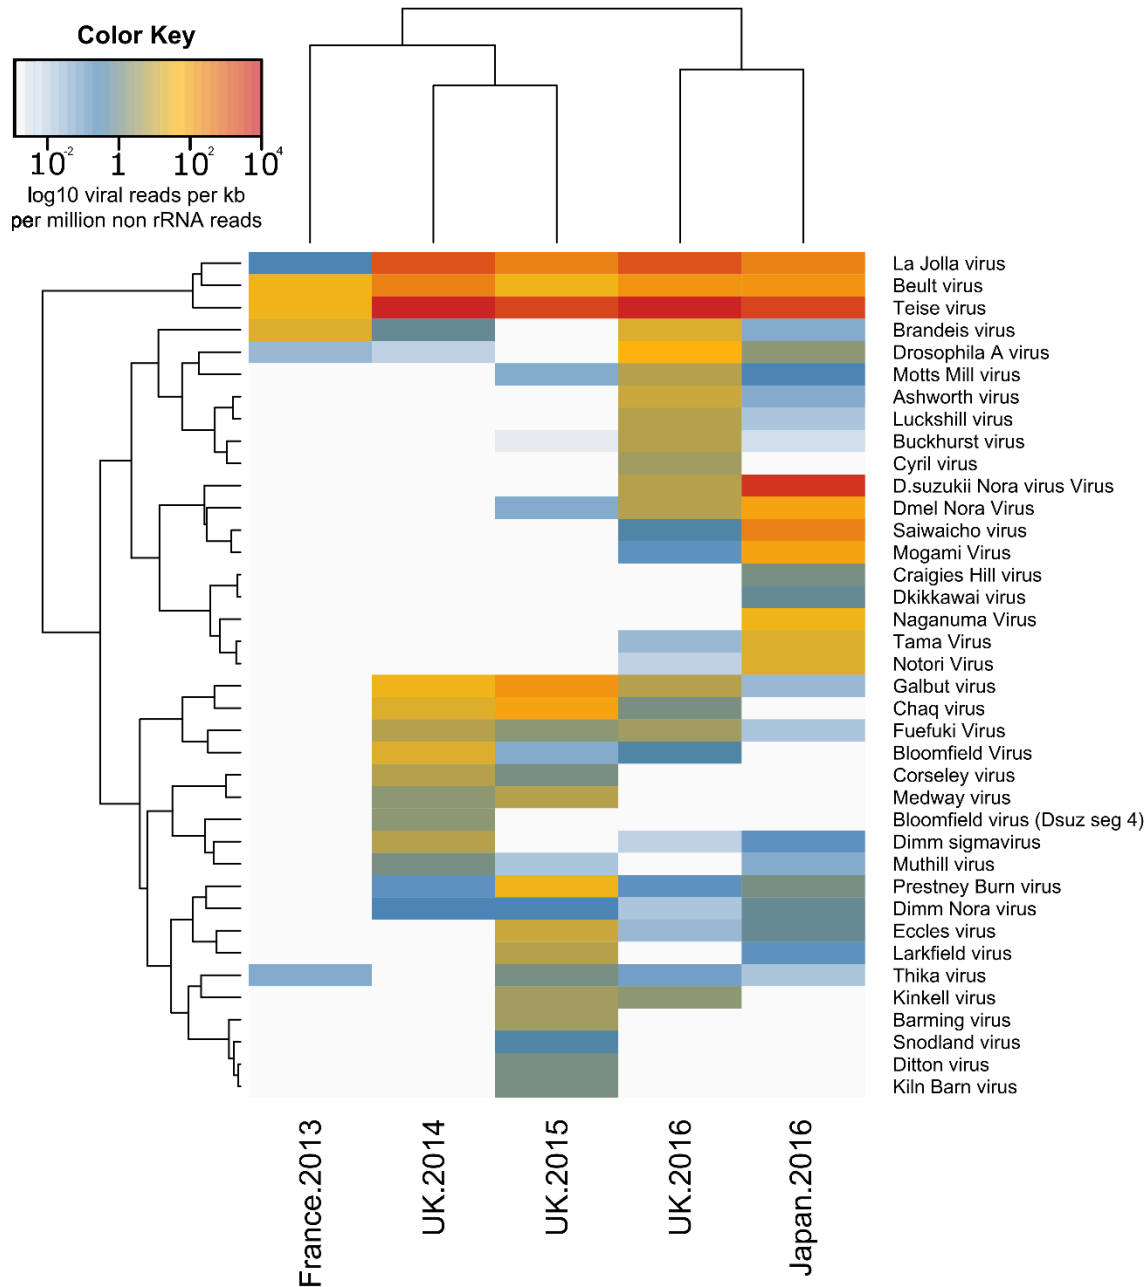 Color Key
10-2 1 102 104
log10 viral reads per kb
per million non rRNA reads
La Jolla virus
Beult virus
Teise virus
Brandeis virus
Drosophila A virus
Motts Mill virus
Ashworth virus
Luckshill virus
Buckhurst virus
Cyril virus
D.suzukii Nora virus Virus
Dmel Nora Virus
Saiwaicho virus
Mogami Virus
Craigies Hill virus
Dkikkawai virus
Naganuma Virus
Tama Virus
Notori Virus
Galbut virus
Chaq virus
Fuefuki Virus
Bloomfield Virus
Corseley virus
Medway virus
Bloomfield virus (Dsuz seg 4)
Dimm sigmavirus
Muthill virus
Prestney Burn virus
Dimm Nora virus
Eccles virus
Larkfield virus
Thika virus
Kinkell virus
Barming virus
Snodland virus
Ditton virus
Kiln Barn virus
France.2013
UK.2014
UK.2015
UK.2016
Japan.2016